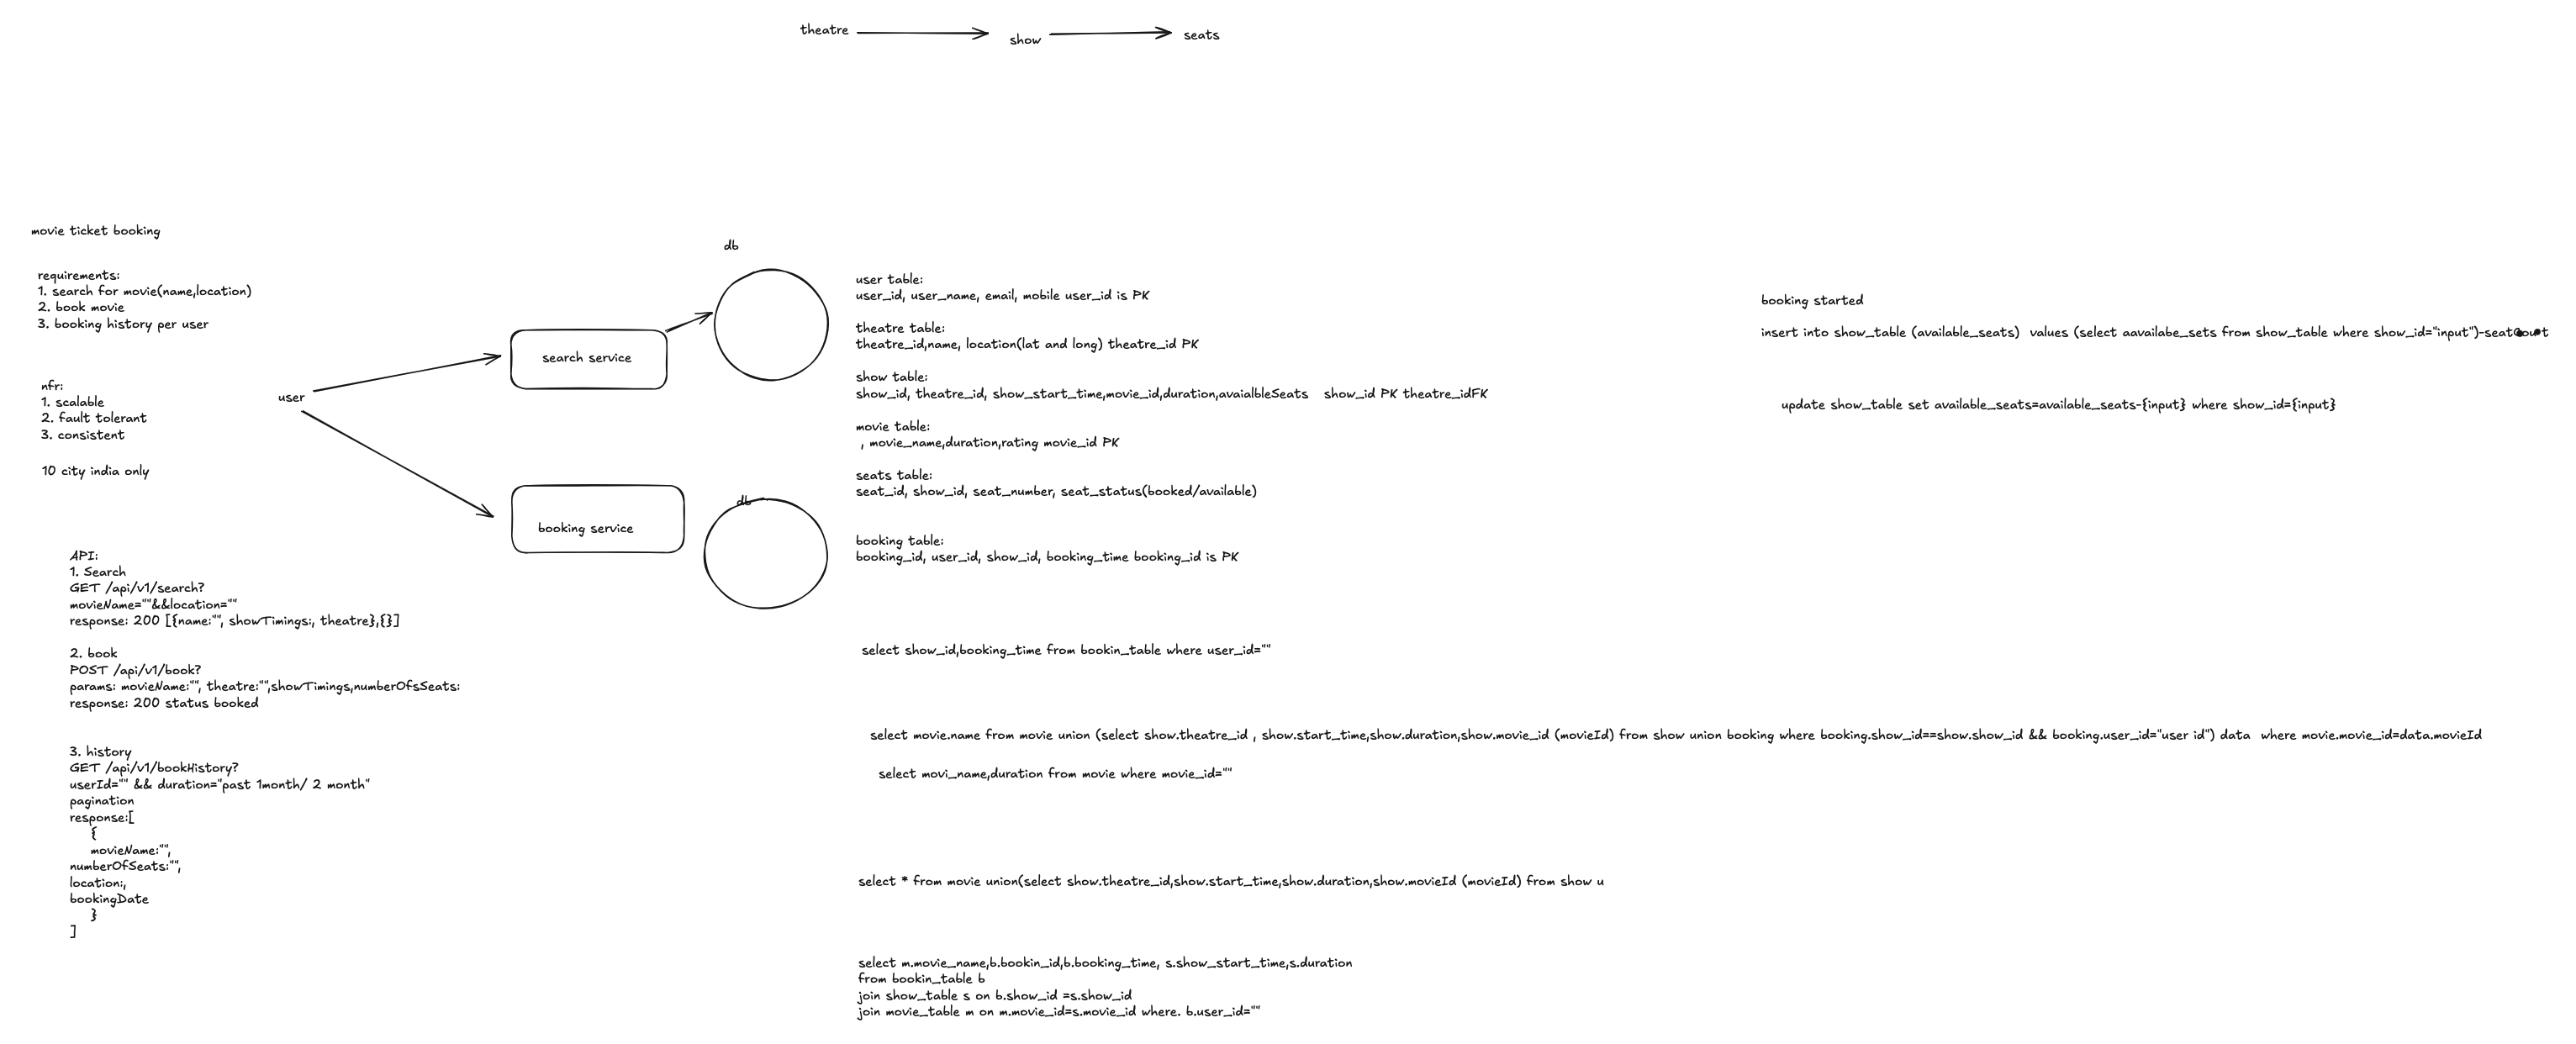 theatre
show
seats
movie ticket booking
requirements:
1. search for movie(name,location)
2. book movie
3. booking history per user
nfr:
1. scalable
2. fault tolerant
3. consistent
10 city india only
API:
1. Search
GET /api/v1/search?
movieName=""&&location=""
response: 200 [{name:"", showTimings:, theatre},{}]
2. book
POST /api/v1/book?
params: movieName:"", theatre:"",showTimings,numberOfsSeats:
response: 200 status booked
3. history
GET /api/v1/bookHistory?
userId="" && duration="past 1month/ 2 month"
pagination
response:[
{
movieName:"",
numberOfSeats:"",
location:,
bookingDate
}
]
user
search service
booking service
db
db
user table:
user_id, user_name, email, mobile user_id is PK
theatre table:
theatre_id,name, location(lat and long) theatre_id PK
show table:
show_id, theatre_id, show_start_time,movie_id,duration,avaialbleSeats show_id PK theatre_idFK
movie table:
, movie_name,duration,rating movie_id PK
seats table:
seat_id, show_id, seat_number, seat_status(booked/available)
booking table:
booking_id, user_id, show_id, booking_time booking_id is PK
select show_id,booking_time from bookin_table where user_id=""
select movie.name from movie union (select show.theatre_id , show.start_time,show.duration,show.movie_id (movieId) from show union booking where booking.show_id==show.show_id && booking.user_id="user id") data where movie.movie_id=data.movieId
select movi_name,duration from movie where movie_id=""
select * from movie union(select show.theatre_id,show.start_time,show.duration,show.movieId (movieId) from show u
select m.movie_name,b.bookin_id,b.booking_time, s.show_start_time,s.duration
from bookin_table b
join show_table s on b.show_id =s.show_id
join movie_table m on m.movie_id=s.movie_id where. b.user_id=""
booking started
insert into show_table (available_seats) values (select aavailabe_sets from show_table where show_id="input")-seatCount
update show_table set available_seats=available_seats-{input} where show_id={input}